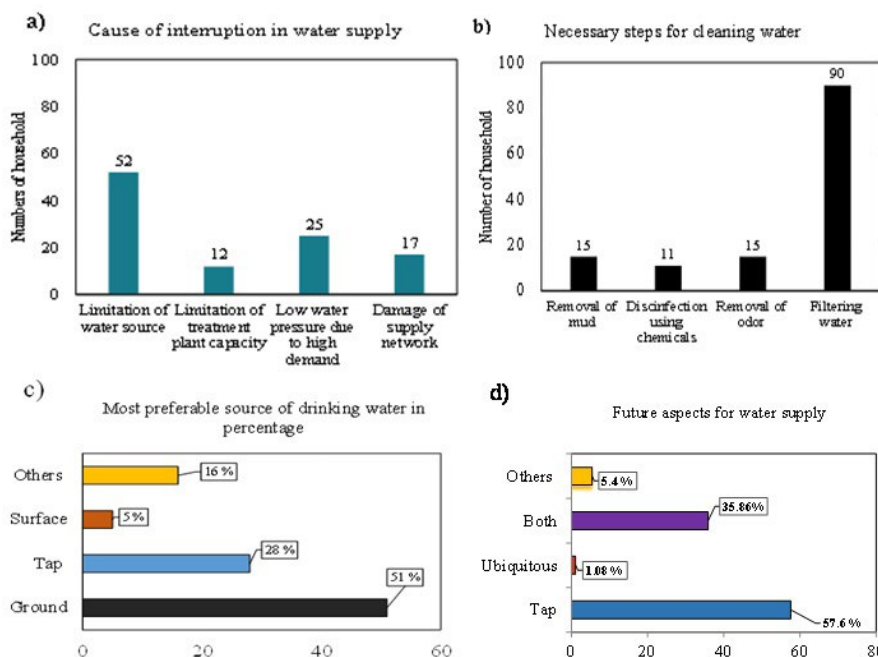 a)
Cause of interruption in water supply
Numbers of household
100
80
60
40
20
0
52
12
25
17
Limitation of water source
Limitation of treatment plant capacity
Low water pressure due to high demand
Damage of supply network
b)
Necessary steps for cleaning water
Number of household
100
80
60
40
20
0
15
11
15
90
Removal of mud
Discinfection using chemicals
Removal of odor
Filtering water
c)
Most preferable source of drinking water in
percentage
Others
16 %
Surface
5%
Tap
28 %
Ground
51 %
0 20 40 60
d)
Future aspects for water supply
Others
5.4 %
Both
35.86%
Ubiquitous
1.08 %
Tap
57.6 %
0 20 40 60 80